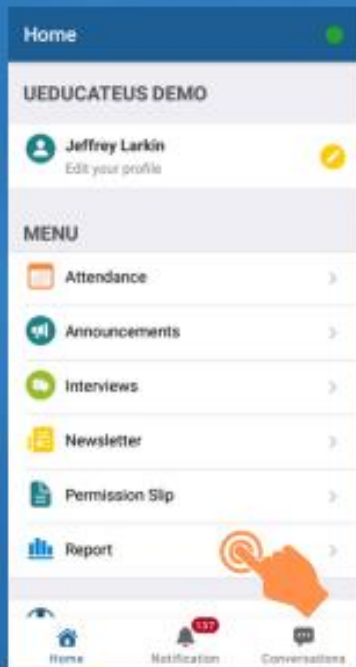 Home
UEDUCATEUS DEMO
Jeffrey Larkin
Edit your profile
MENU
Attendance
Announcements
Interviews
Newsletter
Permission Slip
Report
137
Home Notification Conversations